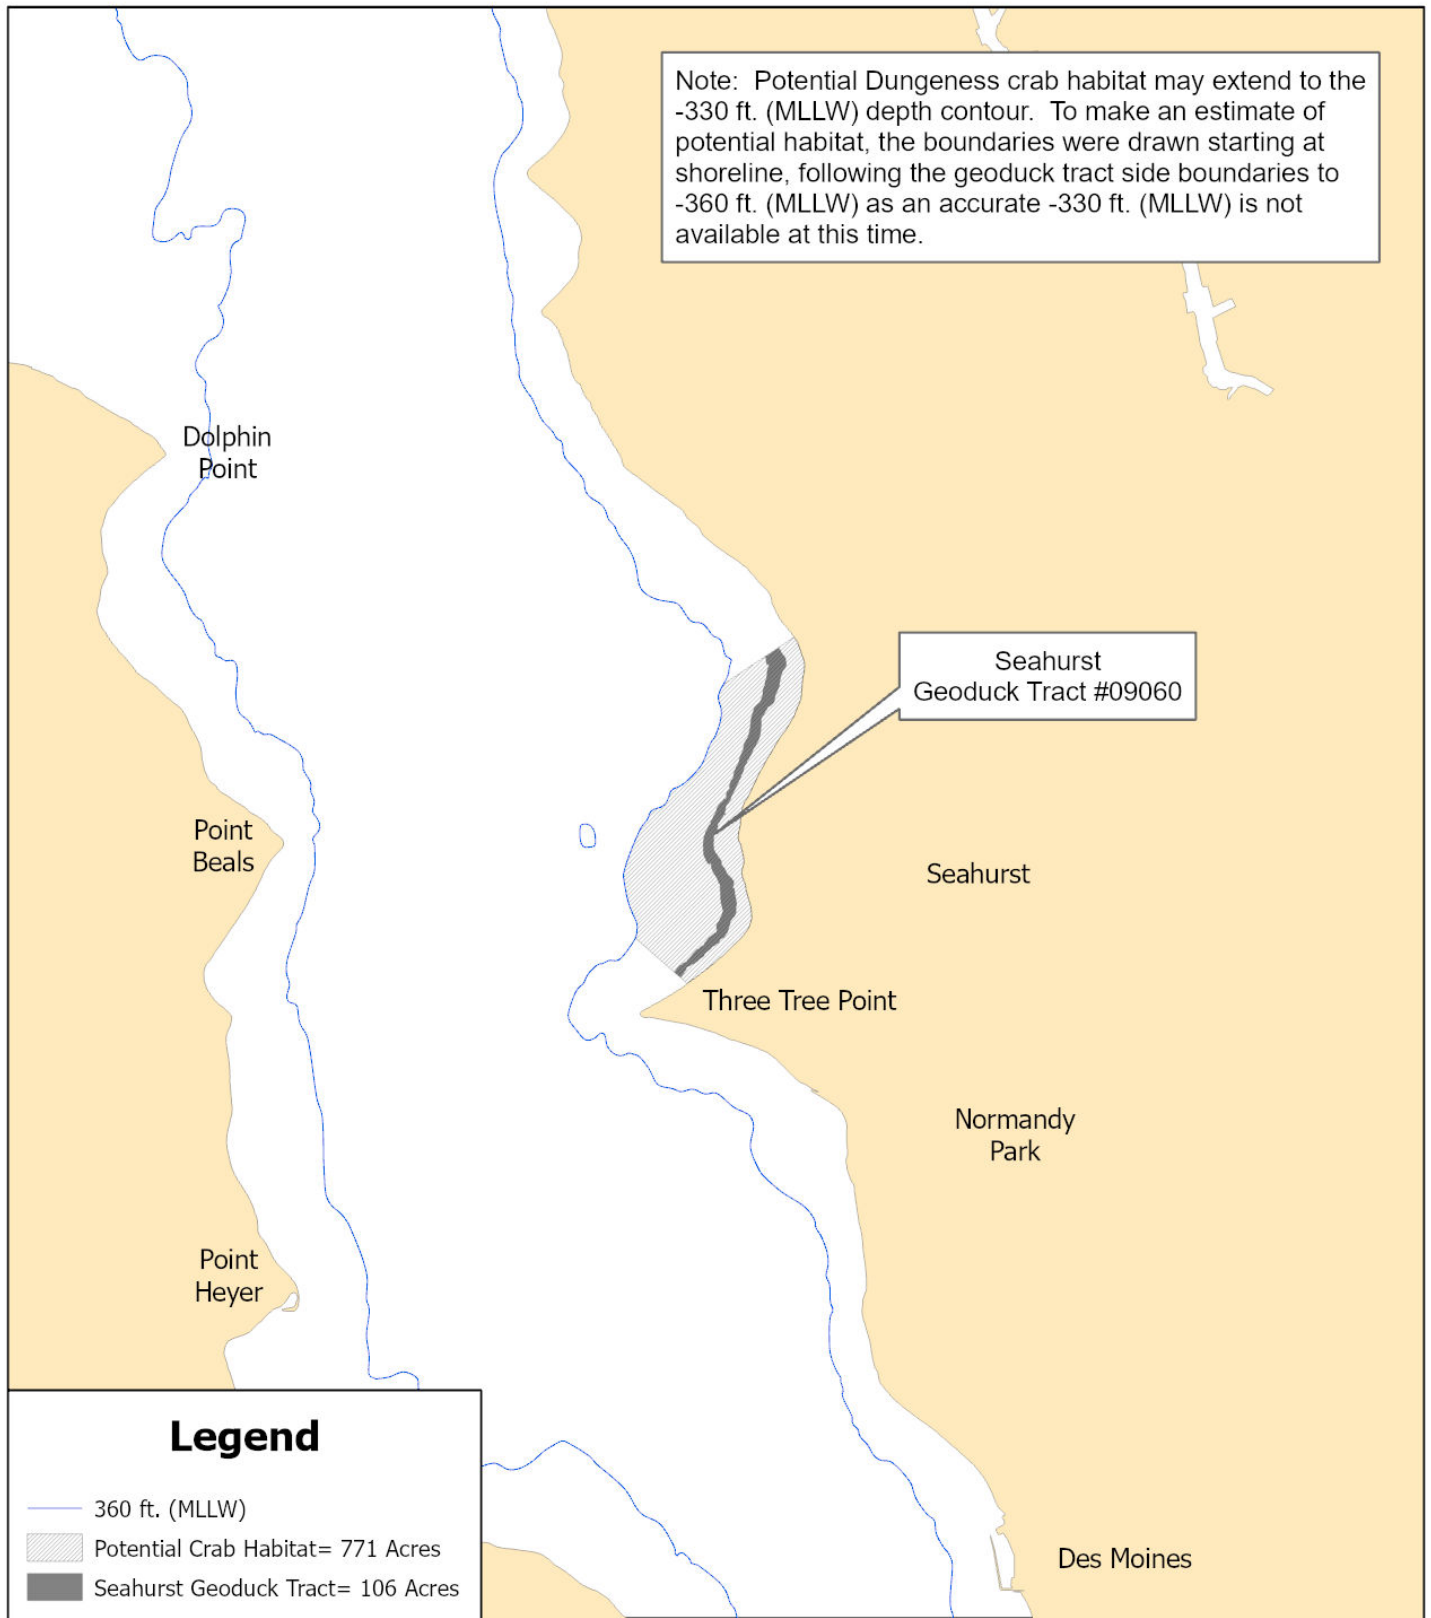 Note: Potential Dungeness crab habitat may extend to the
-330 ft. (MLLW) depth contour. To make an estimate of
potential habitat, the boundaries were drawn starting at
shoreline, following the geoduck tract side boundaries to
-360 ft. (MLLW) as an accurate -330 ft. (MLLW) is not
available at this time.
Dolphin
Point
Seahurst
Geoduck Tract #09060
Point
Beals
Seahurst
Three Tree Point
Normandy
Park
Point
Heyer
Legend
360 ft. (MLLW)
Potential Crab Habitat= 771 Acres
Seahurst Geoduck Tract= 106 Acres
Des Moines